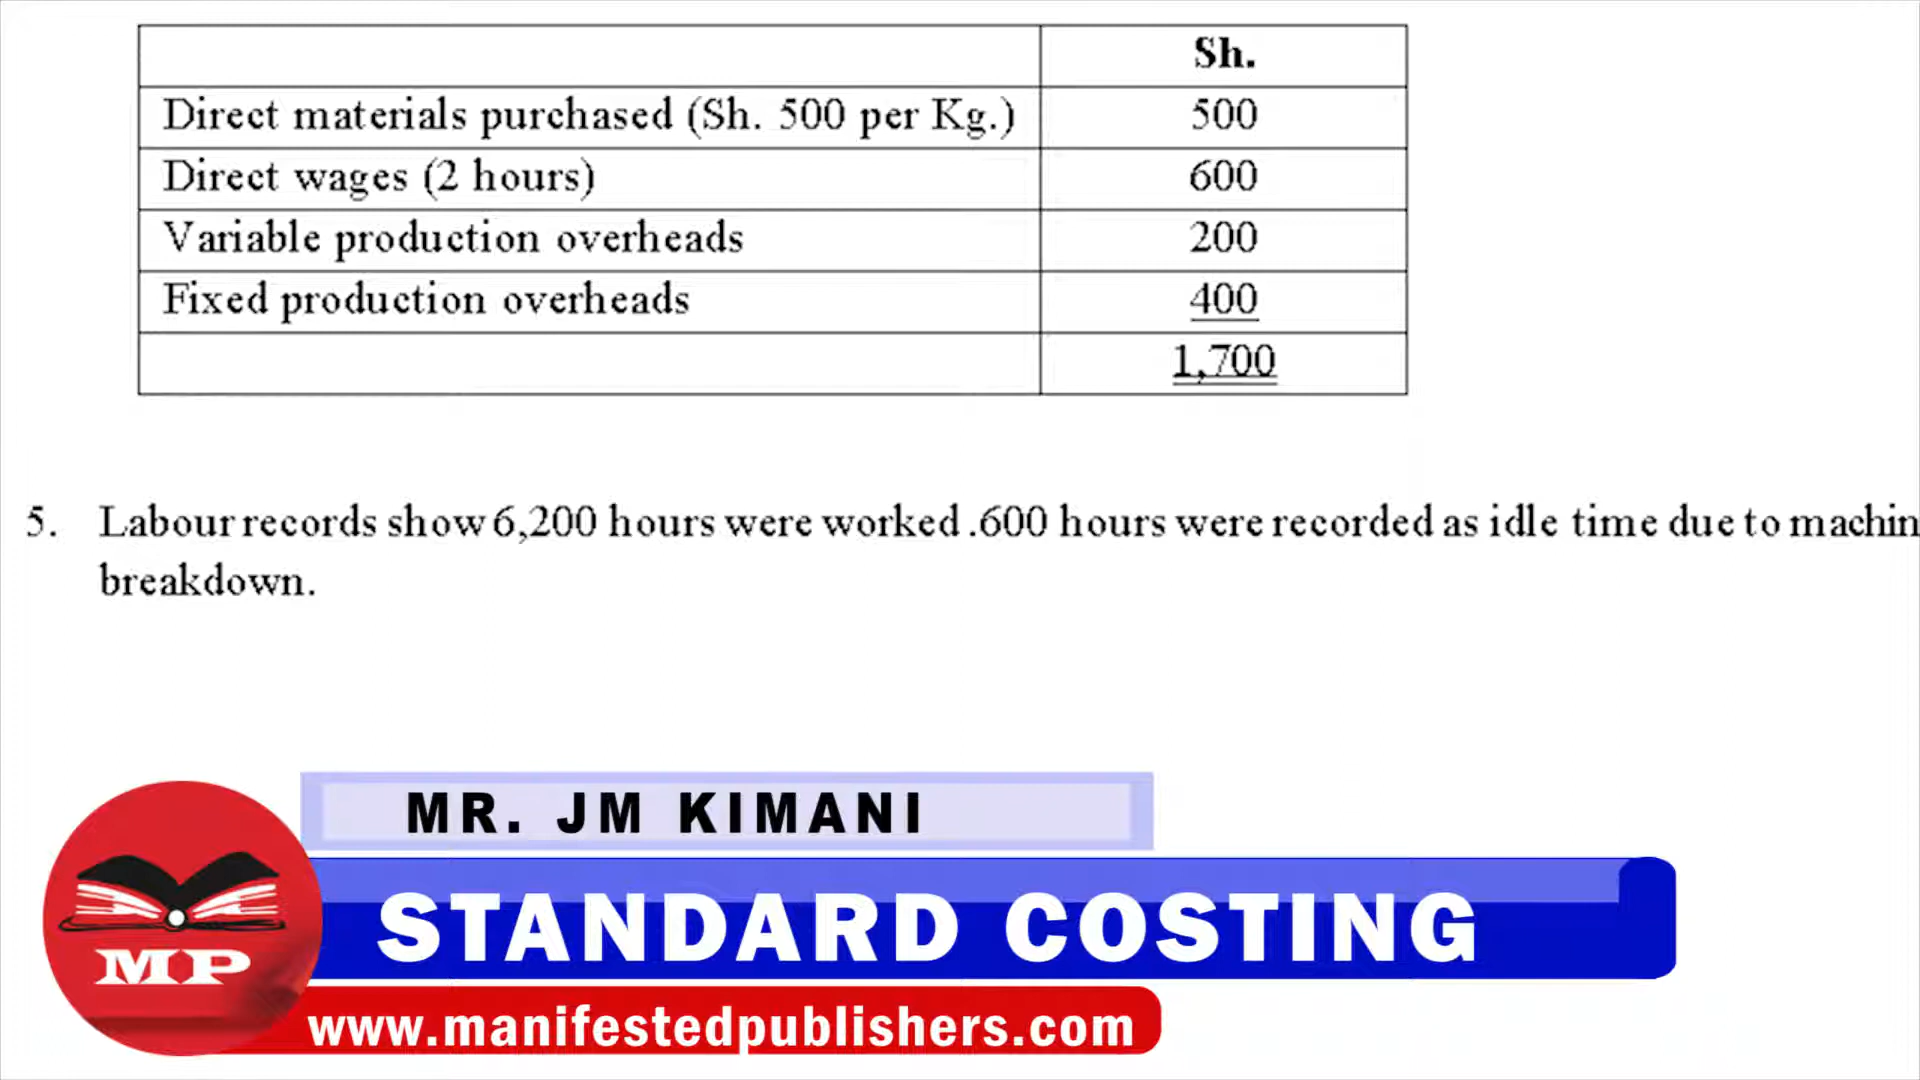 Sh.
Direct materials purchased (Sh. 500 per Kg.) 500
Direct wages (2 hours) 600
Variable production overheads 200
Fixed production overheads 400
1,700
5. Labour records show 6,200 hours were worked .600 hours were recorded as idle time due to machin
breakdown.
MR. JM KIMANI
STANDARD COSTING
MP
www.manifestedpublishers.com